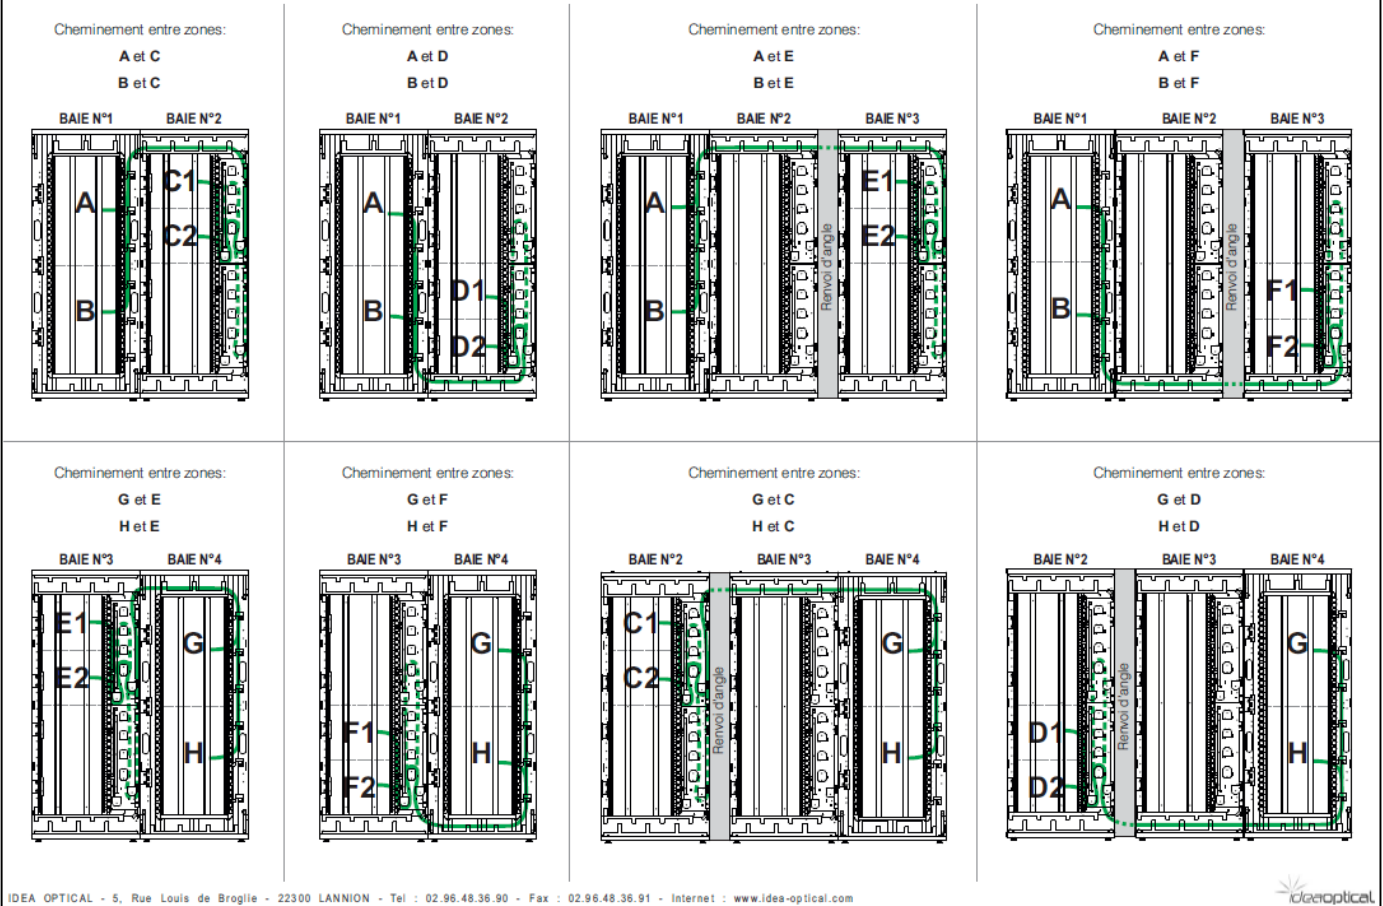 Cheminement entre zones:
A et C
B et C
BAIE N°1 BAIE N°2
A
B
C1
C2
Cheminement entre zones:
A et D
B et D
BAIE N°1 BAIE N°2
A
B
D1
D2
Cheminement entre zones:
A et E
B et E
BAIE N°1 BAIE N°2 BAIE N°3
A
B
Renvoi d'angle
E1
E2
Cheminement entre zones:
A et F
B et F
BAIE N°1 BAIE N°2 BAIE N°3
A
B
Renvoi d'angle
F1
F2
Cheminement entre zones:
G et E
H et E
BAIE N°3 BAIE N°4
E1
E2
G
H
Cheminement entre zones:
G et F
H et F
BAIE N°3 BAIE N°4
F1
F2
G
H
Cheminement entre zones:
G et C
H et C
BAIE N°2 BAIE N°3 BAIE N°4
C1
C2
Renvoi d'angle
G
H
Cheminement entre zones:
G et D
H et D
BAIE N°2 BAIE N°3 BAIE N°4
D1
D2
Renvoi d'angle
G
H
IDEA OPTICAL - 5, Rue Louis de Broglie - 22300 LANNION - Tel : 02.96.48.36.90 - Fax : 02.96.48.36.91 - Internet : www.idea-optical.com
ideaoptical